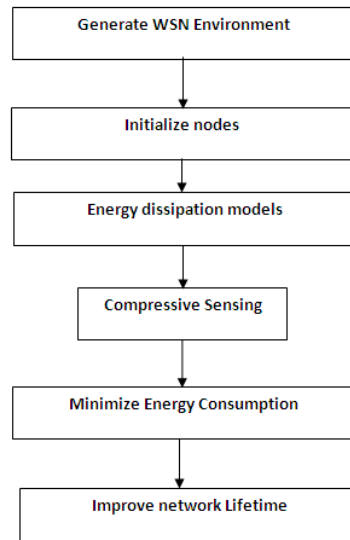 Generate WSN Environment
Initialize nodes
Energy dissipation models
Compressive Sensing
Minimize Energy Consumption
Improve network Lifetime